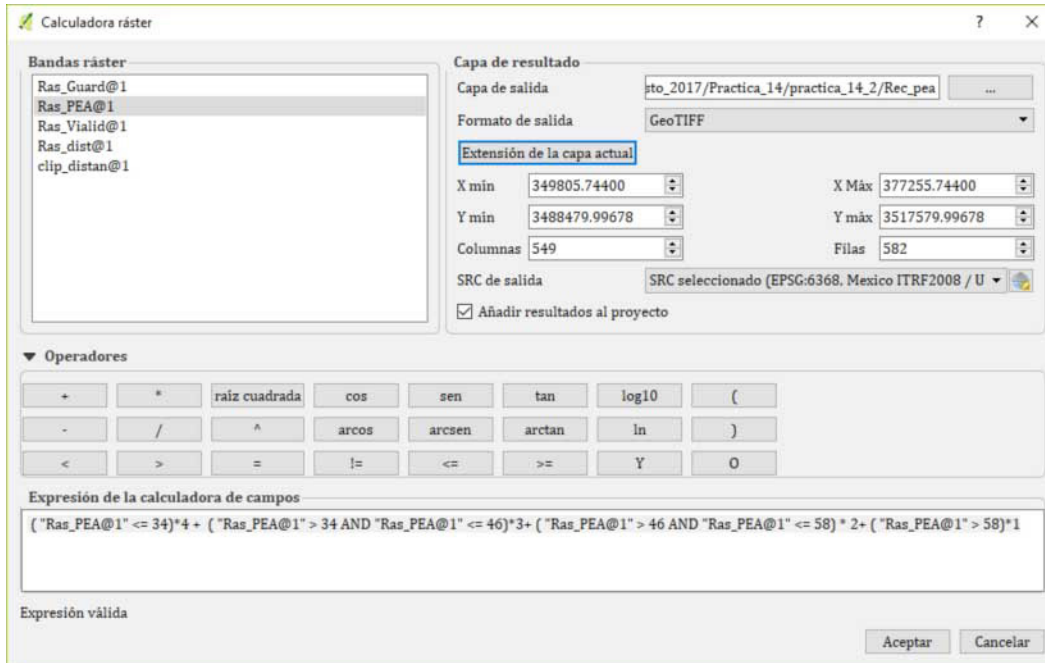 Calculadora ráster
? ×
Bandas ráster
Ras_Guard@1
Ras_PEA@1
Ras_Vialid@1
Ras_dist@1
clip_distan@1
Capa de resultado
Capa de salida sto_2017/Practica_14/practica_14_2/Rec_pea ...
Formato de salida GeoTIFF
Extensión de la capa actual
X mín 349805.74400 X Máx 377255.74400
Y mín 3488479.99678 Y máx 3517579.99678
Columnas 549 Filas 582
SRC de salida SRC seleccionado (EPSG:6368, Mexico ITRF2008 / U
Añadir resultados al proyecto
Operadores
+ * raíz cuadrada cos sen tan log10 (
- / ^ arcos arcsen arctan ln )
< > = != <= >= Y O
Expresión de la calculadora de campos
( "Ras_PEA@1" <= 34)*4 + ( "Ras_PEA@1" > 34 AND "Ras_PEA@1" <= 46)*3+ ( "Ras_PEA@1" > 46 AND "Ras_PEA@1" <= 58) * 2+ ( "Ras_PEA@1" > 58)*1
Expresión válida
Aceptar Cancelar